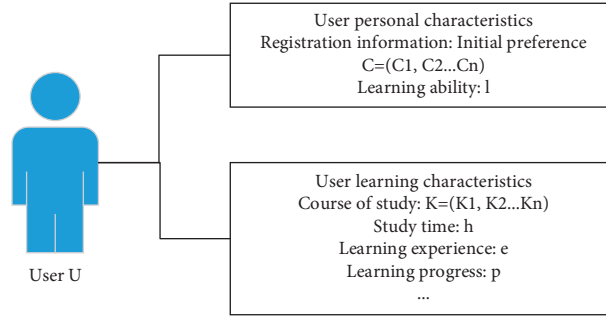 User personal characteristics
Registration information: Initial preference
C=(C1, C2...Cn)
Learning ability: l
User learning characteristics
Course of study: K=(K1, K2...Kn)
Study time: h
Learning experience: e
Learning progress: p
...
User U